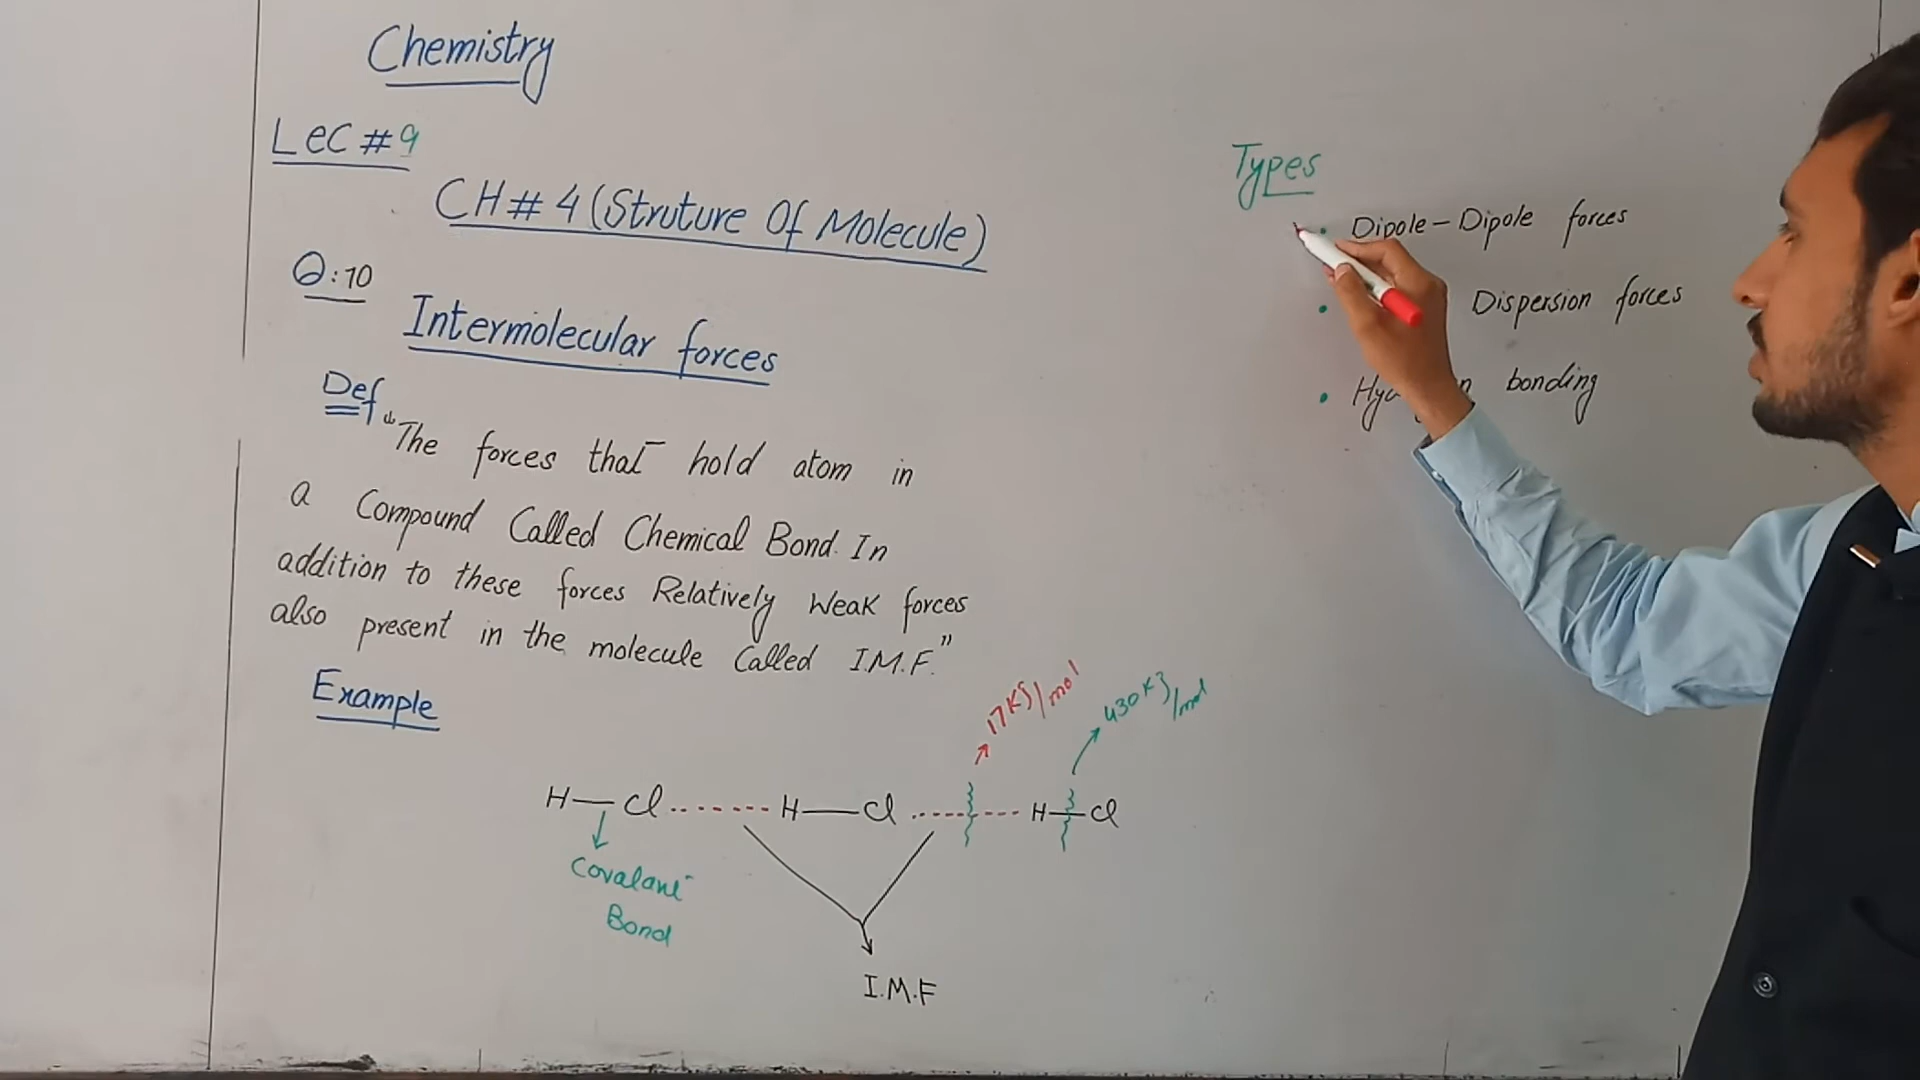 Chemistry
LEC #9
CH# 4 (Struture Of Molecule)
Q:10
Intermolecular forces
Def
"The forces that hold atom in
a Compound Called Chemical Bond. In
addition to these forces Relatively Weak forces
also present in the molecule Called I.M.F."
Example
17KJ/mol
430KJ/mol
H—Cl......H—Cl......H—Cl
Covalant
Bond
I.M.F
Types
• Dipole-Dipole forces
• Dispersion forces
• bonding